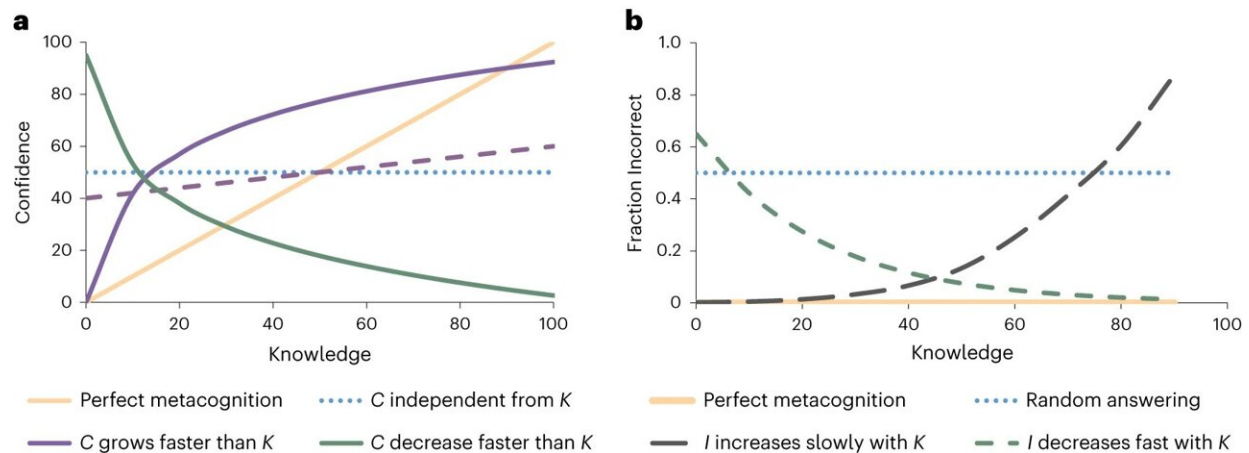 a
100
80
60
40
20
0
Confidence
0 20 40 60 80 100
Knowledge
Perfect metacognition
C independent from K
C grows faster than K
C decrease faster than K
b
1.0
0.8
0.6
0.4
0.2
0
Fraction Incorrect
0 20 40 60 80 100
Knowledge
Perfect metacognition
Random answering
I increases slowly with K
I decreases fast with K